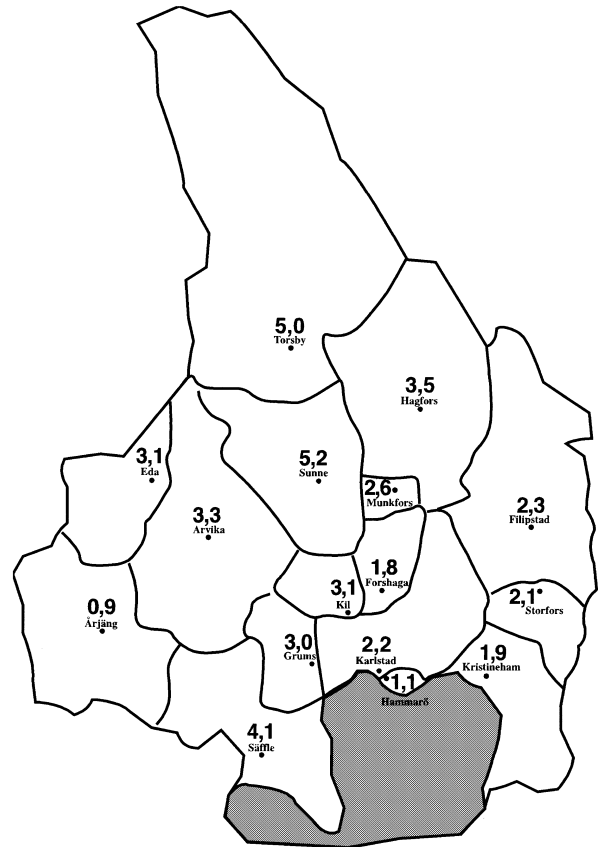 5,0
Torsby
3,5
Hagfors
3,1
Eda
5,2
Sunne
2,6
Munkfors
3,3
Arvika
2,3
Filipstad
1,8
Forshaga
3,1
Kil
2,1
Storfors
0,9
Årjäng
3,0
Grums
2,2
Karlstad
1,9
Kristineham
1,1
Hammarö
4,1
Säffle